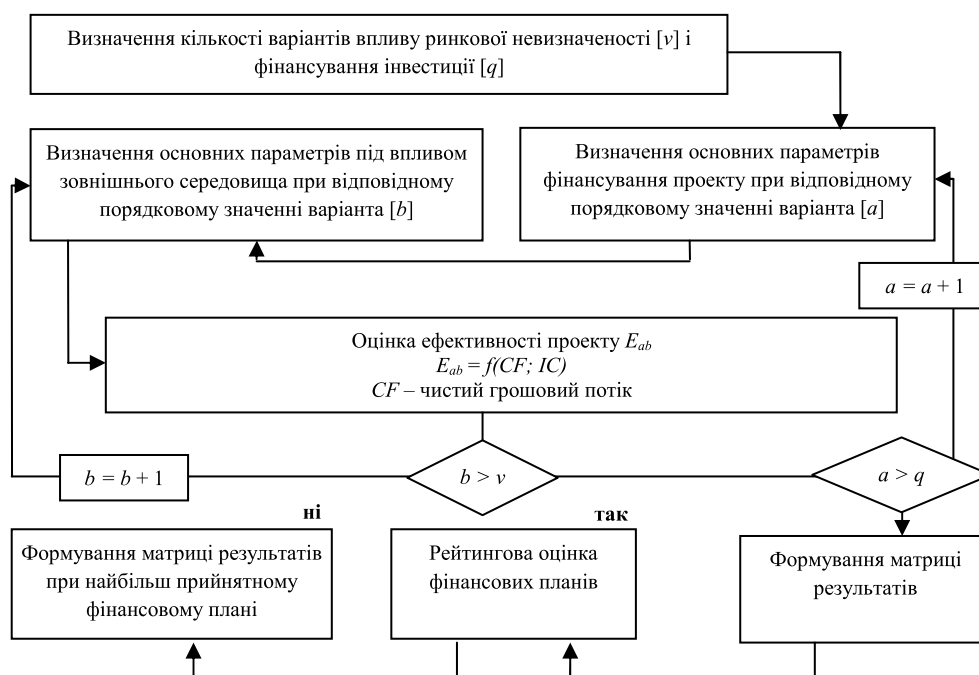 Визначення кількості варіантів впливу ринкової невизначеності [v] і
фінансування інвестиції [q]
Визначення основних параметрів під впливом
зовнішнього середовища при відповідному
порядковому значенні варіанта [b]
Визначення основних параметрів
фінансування проекту при відповідному
порядковому значенні варіанта [a]
a = a + 1
Оцінка ефективності проекту Eab
Eab = f(CF; IC)
CF – чистий грошовий потік
b = b + 1
b > v
a > q
ні
так
Формування матриці результатів
при найбільш прийнятному
фінансовому плані
Рейтингова оцінка
фінансових планів
Формування матриці
результатів